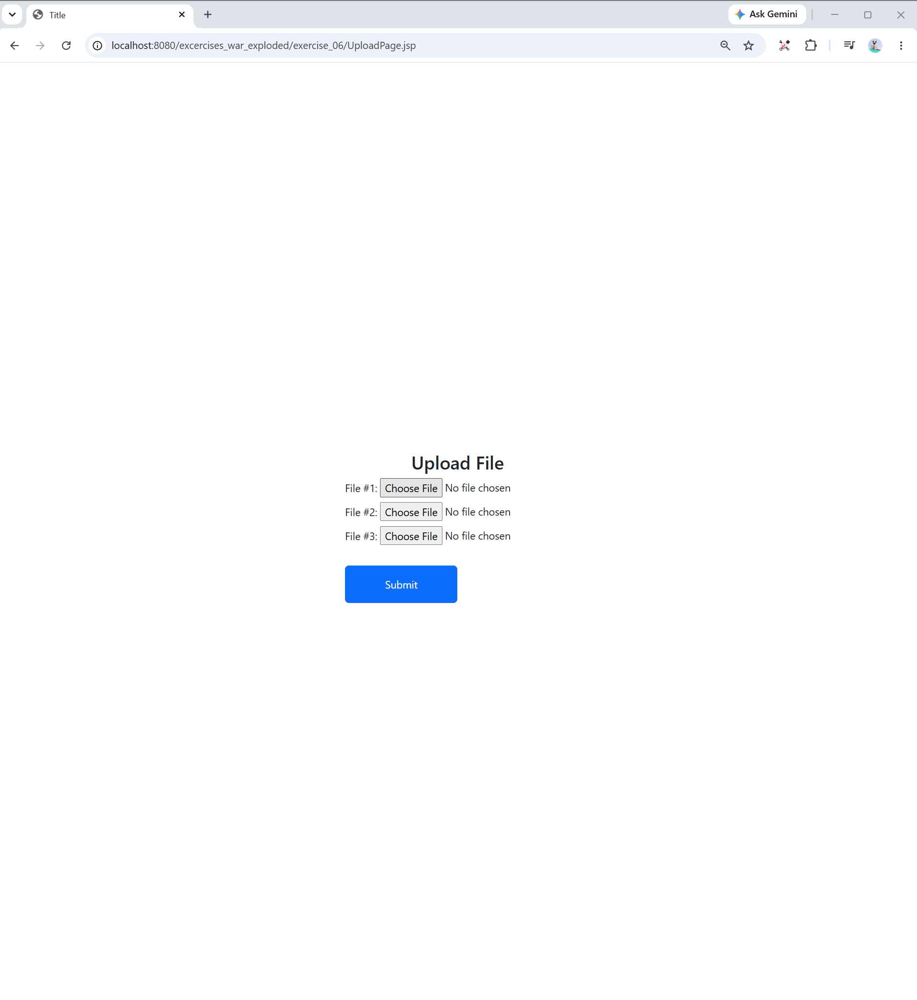 Title
Ask Gemini
localhost:8080/excercises_war_exploded/exercise_06/UploadPage.jsp
Upload File
File #1: Choose File No file chosen
File #2: Choose File No file chosen
File #3: Choose File No file chosen
Submit